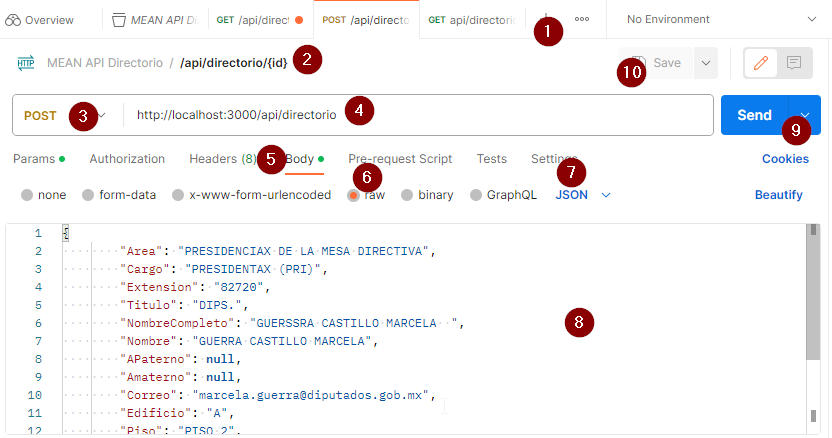 Overview MEAN API Di GET /api/direct POST /api/directo GET api/directorio + No Environment
1
HTTP MEAN API Directorio / /api/directorio/{id} 2 10 Save
POST 3 http://localhost:3000/api/directorio 4 Send
9
Params Authorization Headers (8) 5 Body Pre-request Script Tests Settings Cookies
6 7
none form-data x-www-form-urlencoded raw binary GraphQL JSON Beautify
1 {
2 "Area": "PRESIDENCIAX DE LA MESA DIRECTIVA",
3 "Cargo": "PRESIDENTAX (PRI)",
4 "Extension": "82720",
5 "Titulo": "DIPS.",
6 "NombreCompleto": "GUERSSRA CASTILLO MARCELA  ", 8
7 "Nombre": "GUERRA CASTILLO MARCELA",
8 "APaterno": null,
9 "Amaterno": null,
10 "Correo": "marcela.guerra@diputados.gob.mx",
11 "Edificio": "A",
12 "Piso": "PISO 2",